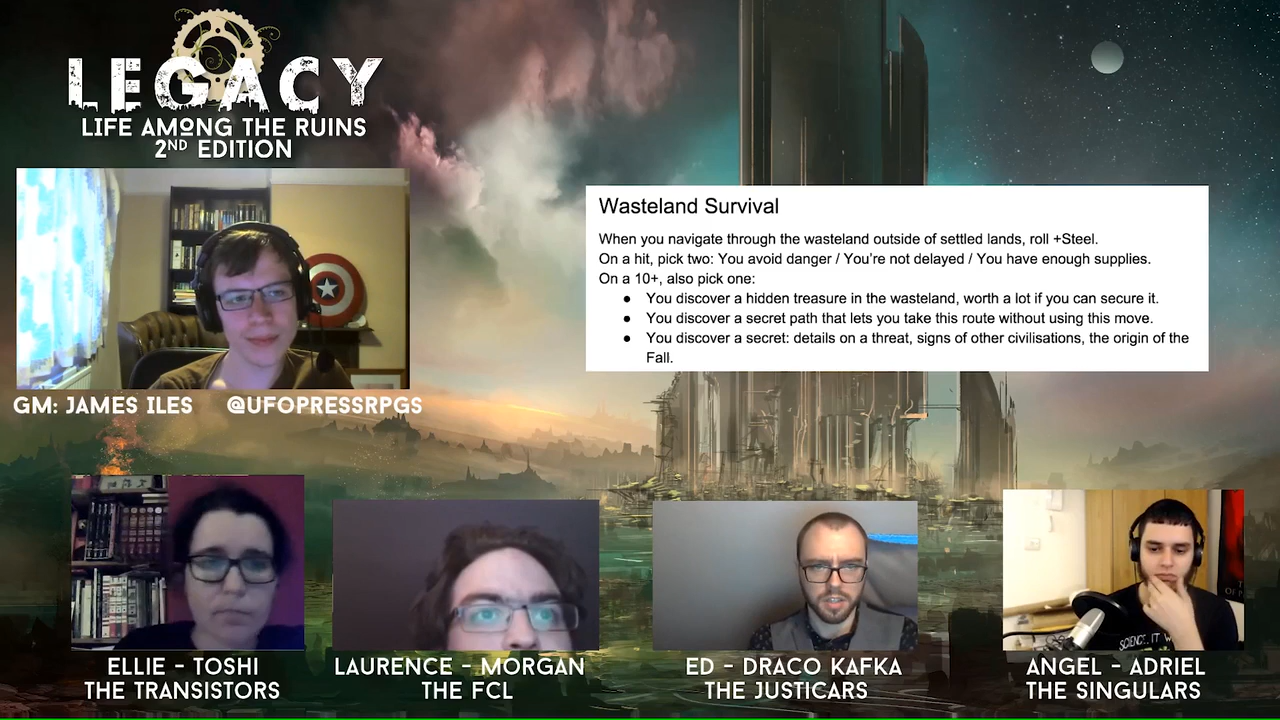 LEGACY
LIFE AMONG THE RUINS
2ND EDITION
Wasteland Survival
When you navigate through the wasteland outside of settled lands, roll +Steel.
On a hit, pick two: You avoid danger / You're not delayed / You have enough supplies.
On a 10+, also pick one:
● You discover a hidden treasure in the wasteland, worth a lot if you can secure it.
● You discover a secret path that lets you take this route without using this move.
● You discover a secret: details on a threat, signs of other civilisations, the origin of the
Fall.
GM: JAMES ILES @UFOPRESSRPGS
SCIENCE. IT
ELLIE - TOSHI
THE TRANSISTORS
LAURENCE - MORGAN
THE FCL
ED - DRACO KAFKA
THE JUSTICARS
ANGEL - ADRIEL
THE SINGULARS